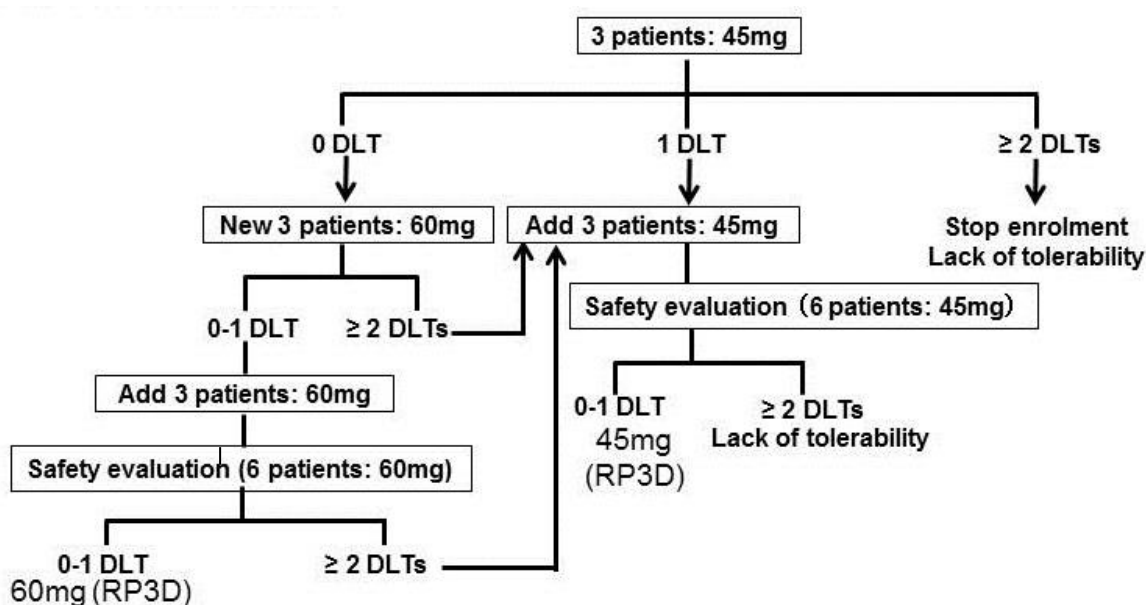 3 patients: 45mg
0 DLT
1 DLT
≥ 2 DLTs
New 3 patients: 60mg
Add 3 patients: 45mg
Stop enrolment
Lack of tolerability
0-1 DLT
≥ 2 DLTs
Safety evaluation（6 patients: 45mg）
Add 3 patients: 60mg
0-1 DLT
45mg
(RP3D)
≥ 2 DLTs
Lack of tolerability
Safety evaluation (6 patients: 60mg)
0-1 DLT
60mg (RP3D)
≥ 2 DLTs